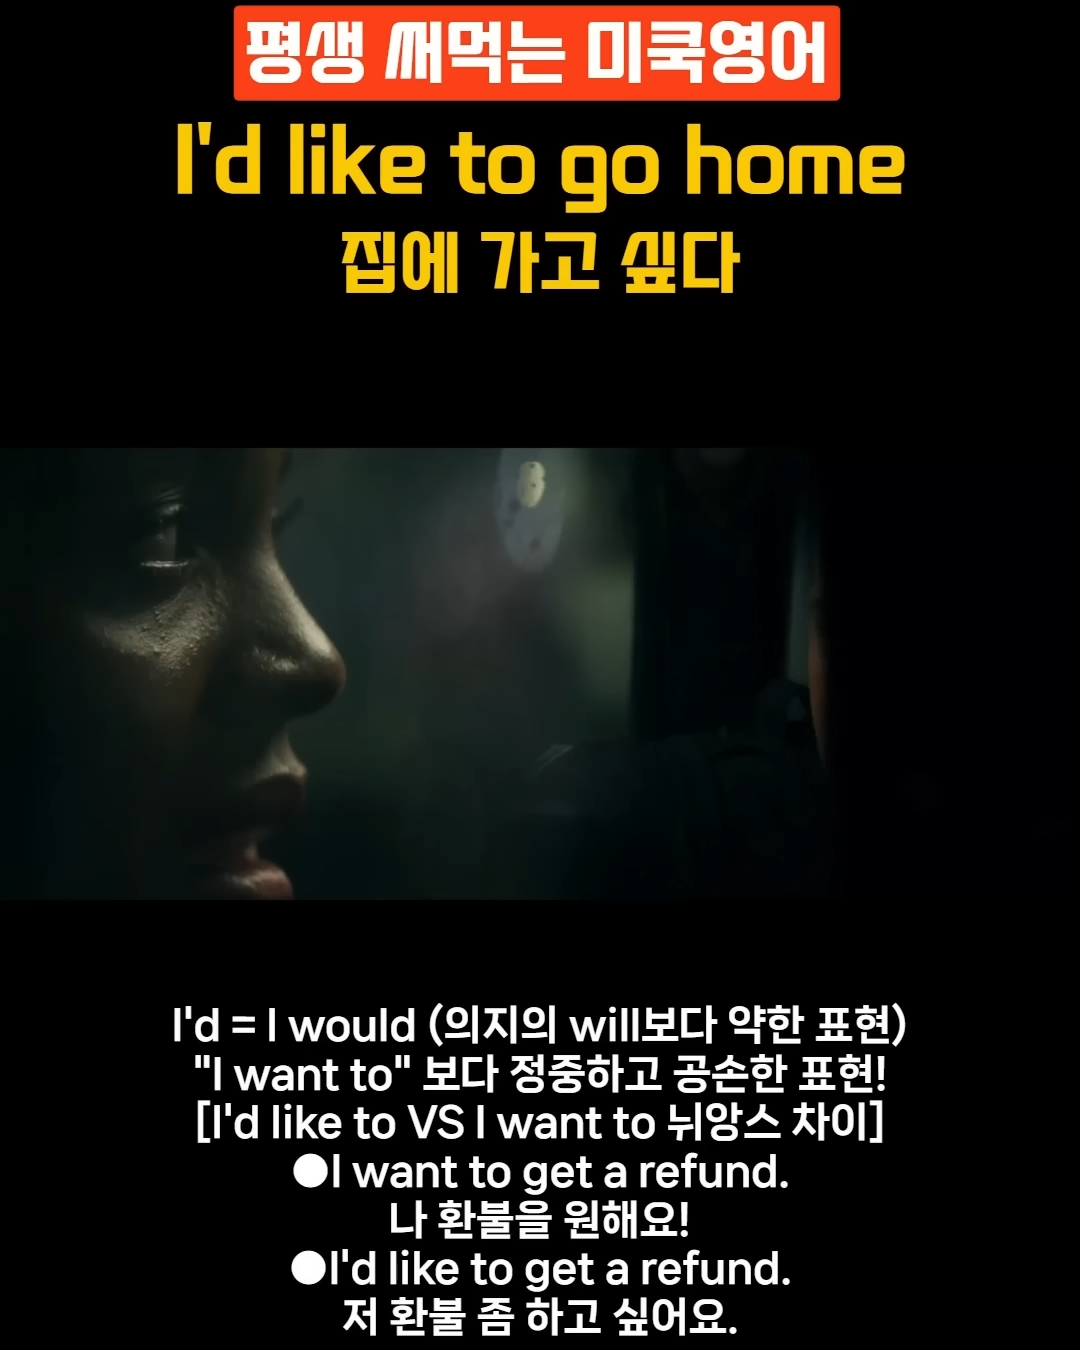 평생 써먹는 미쿡영어
I'd like to go home
집에 가고 싶다
I'd = I would (의지의 will보다 약한 표현)
"I want to" 보다 정중하고 공손한 표현!
[I'd like to VS I want to 뉘앙스 차이]
●I want to get a refund.
나 환불을 원해요!
●I'd like to get a refund.
저 환불 좀 하고 싶어요.